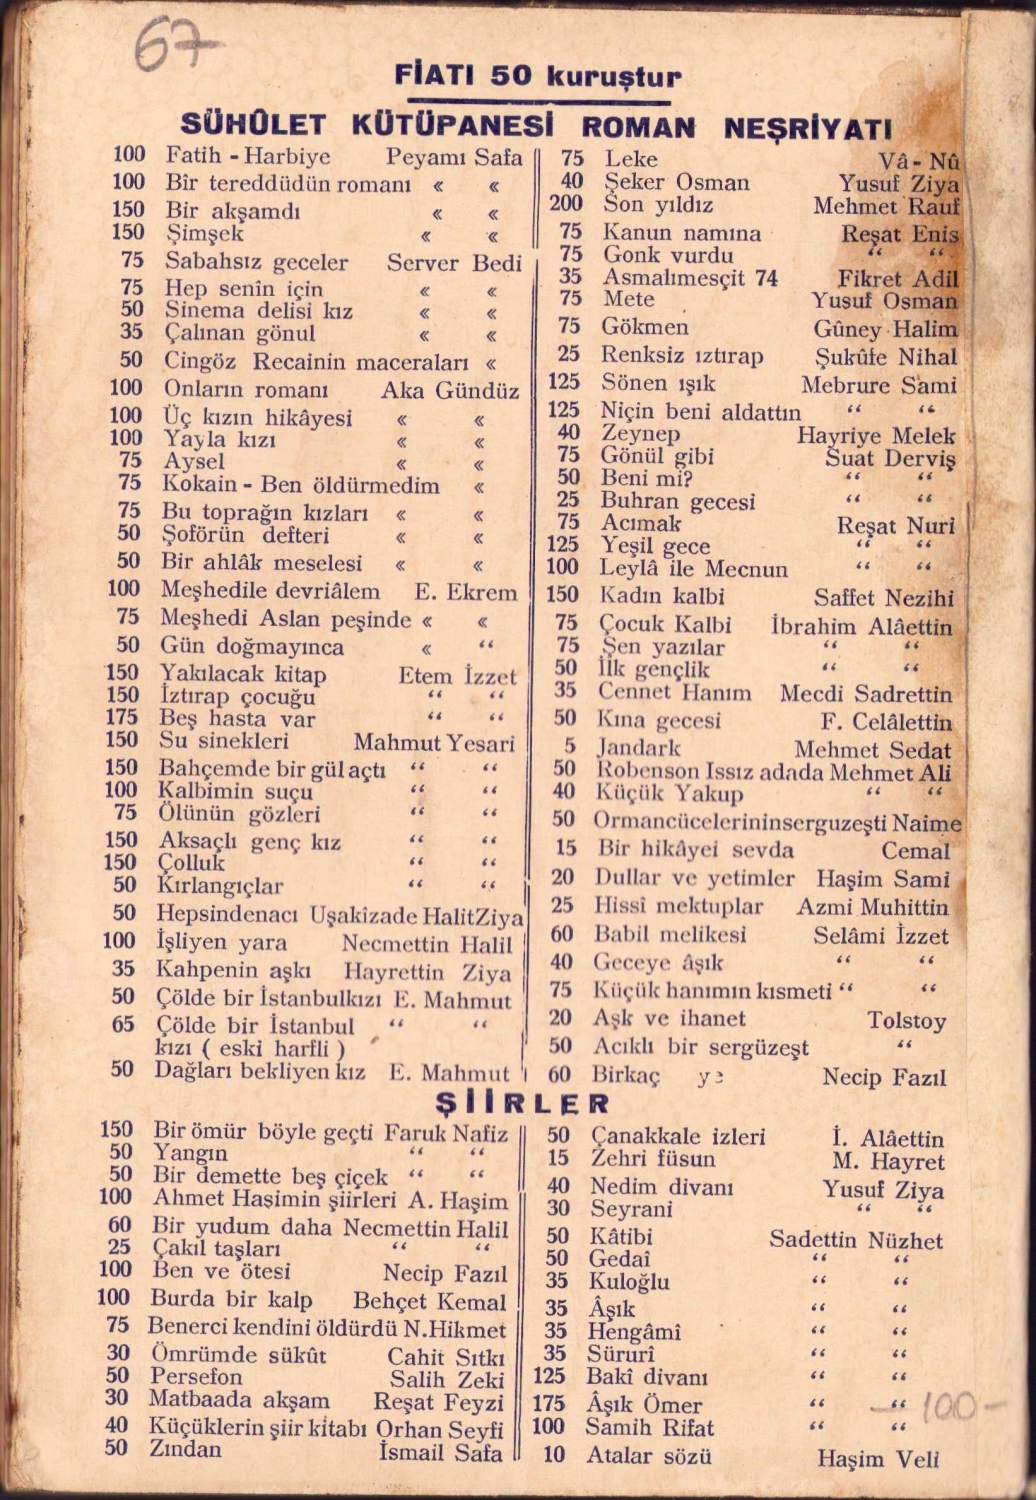 67
FİATI 50 kuruştur
SÜHÛLET KÜTÜPANESİ ROMAN NEŞRİYATI
100 Fatih - Harbiye Peyamı Safa
100 Bîr tereddüdün romanı « «
150 Bir akşamdı « «
150 Şimşek « «
75 Sabahsız geceler Server Bedi
75 Hep senîn için « «
50 Sinema delisi kız « «
35 Çalınan gönul « «
50 Cingöz Recainin maceraları «
100 Onların romanı Aka Gündüz
100 Üç kızın hikâyesi « «
100 Yayla kızı « «
75 Aysel « «
75 Kokain - Ben öldürmedim «
75 Bu toprağın kızları « «
50 Şoförün defteri « «
50 Bir ahlâk meselesi « «
100 Meşhedile devriâlem E. Ekrem
75 Meşhedi Aslan peşinde « «
50 Gün doğmayınca « “
150 Yakılacak kitap Etem İzzet
150 İztırap çocuğu “ “
175 Beş hasta var “ “
150 Su sinekleri Mahmut Yesari
150 Bahçemde bir gül açtı “ “
100 Kalbimin suçu “ “
75 Ölünün gözleri “ “
150 Aksaçlı genç kız “ “
150 Çolluk “ “
50 Kırlangıçlar “ “
50 Hepsindenacı Uşakîzade HalitZiya
100 İşliyen yara Necmettin Halil
35 Kahpenin aşkı Hayrettin Ziya
50 Çölde bir İstanbulkızı E. Mahmut
65 Çölde bir İstanbul “ “
kızı ( eski harfli )
50 Dağları bekliyen kız E. Mahmut
75 Leke Vâ - Nû
40 Şeker Osman Yusuf Ziya
200 Son yıldız Mehmet Rauf
75 Kanun namına Reşat Enis
75 Gonk vurdu “ “
35 Asmalımesçit 74 Fikret Adil
75 Mete Yusuf Osman
75 Gökmen Gûney Halim
25 Renksiz ıztırap Şukûfe Nihal
125 Sönen ışık Mebrure Sami
125 Niçin beni aldattın “ “
40 Zeynep Hayriye Melek
75 Gönül gibi Suat Derviş
50 Beni mi? “ “
25 Buhran gecesi “ “
75 Acımak Reşat Nuri
125 Yeşil gece “ “
100 Leylâ ile Mecnun “ “
150 Kadın kalbi Saffet Nezihi
75 Çocuk Kalbi İbrahim Alâettin
75 Şen yazılar “ “
50 İlk gençlik “ “
35 Cennet Hanım Mecdi Sadrettin
50 Kına gecesi F. Celâlettin
5 Jandark Mehmet Sedat
50 Robenson Issız adada Mehmet Ali
40 Küçük Yakup “ “
50 Ormancücelerininserguzeşti Naime
15 Bir hikâyei sevda Cemal
20 Dullar ve yetimler Haşim Sami
25 Hissî mektuplar Azmi Muhittin
60 Babil melikesi Selâmi İzzet
40 Geceye âşık “ “
75 Küçük hanımın kısmeti “ “
20 Aşk ve ihanet Tolstoy
50 Acıklı bir sergüzeşt “
60 Birkaç Necip Fazıl
ŞİİRLER
150 Bir ömür böyle geçti Faruk Nafiz
50 Yangın “ “
50 Bir demette beş çiçek “ “
100 Ahmet Haşimin şiirleri A. Haşim
60 Bir yudum daha Necmettin Halil
25 Çakıl taşları “ “
100 Ben ve ötesi Necip Fazıl
100 Burda bir kalp Behçet Kemal
75 Benerci kendini öldürdü N.Hikmet
30 Ömrümde sükût Cahit Sıtkı
50 Persefon Salih Zeki
30 Matbaada akşam Reşat Feyzi
40 Küçüklerin şiir kitabı Orhan Seyfi
50 Zından İsmail Safa
50 Çanakkale izleri İ. Alâettin
15 Zehri füsun M. Hayret
40 Nedim divanı Yusuf Ziya
30 Seyrani “ “
50 Kâtibi Sadettin Nüzhet
50 Gedaî “ “
35 Kuloğlu “ “
35 Âşık “ “
35 Hengâmî “ “
35 Sürurî “ “
125 Bakî divanı “ “
175 Âşık Ömer “ “
100 Samih Rifat “ “
10 Atalar sözü Haşim Veli
-100-